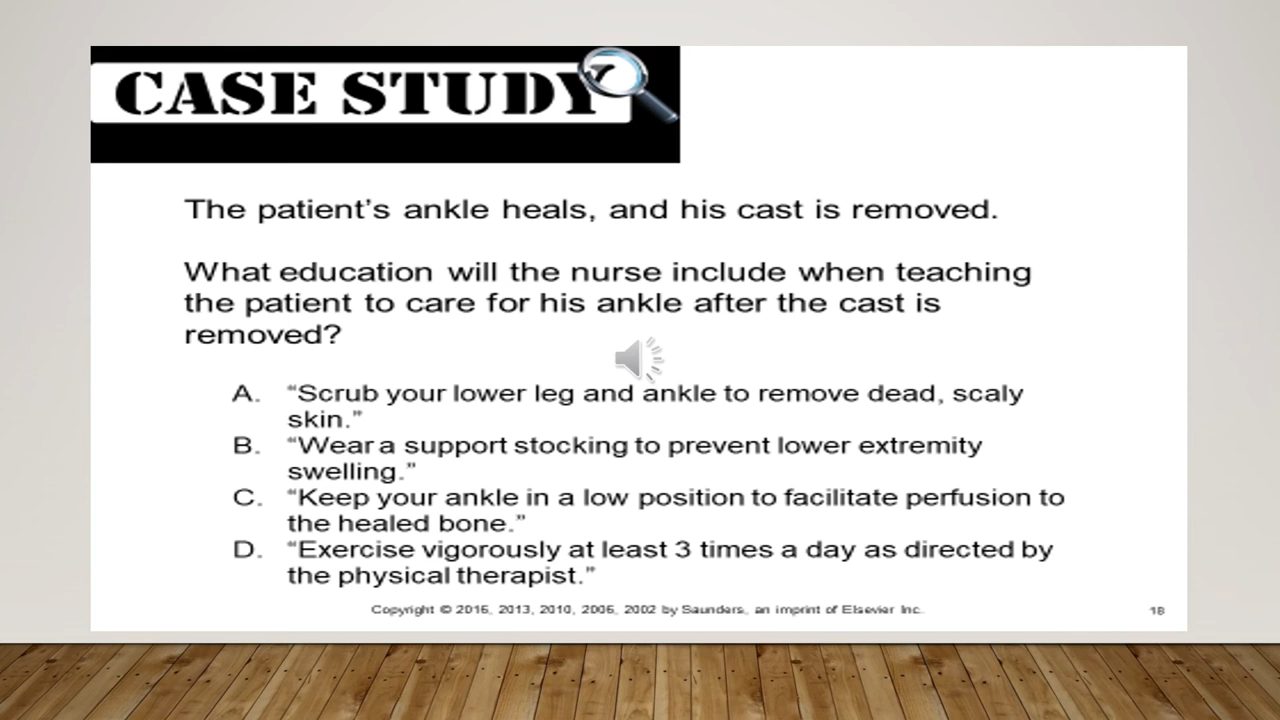 CASE STUDY
The patient’s ankle heals, and his cast is removed.
What education will the nurse include when teaching
the patient to care for his ankle after the cast is
removed?
A. “Scrub your lower leg and ankle to remove dead, scaly
skin.”
B. “Wear a support stocking to prevent lower extremity
swelling.”
C. “Keep your ankle in a low position to facilitate perfusion to
the healed bone.”
D. “Exercise vigorously at least 3 times a day as directed by
the physical therapist.”
Copyright © 2016, 2013, 2010, 2006, 2002 by Saunders, an imprint of Elsevier Inc.
18